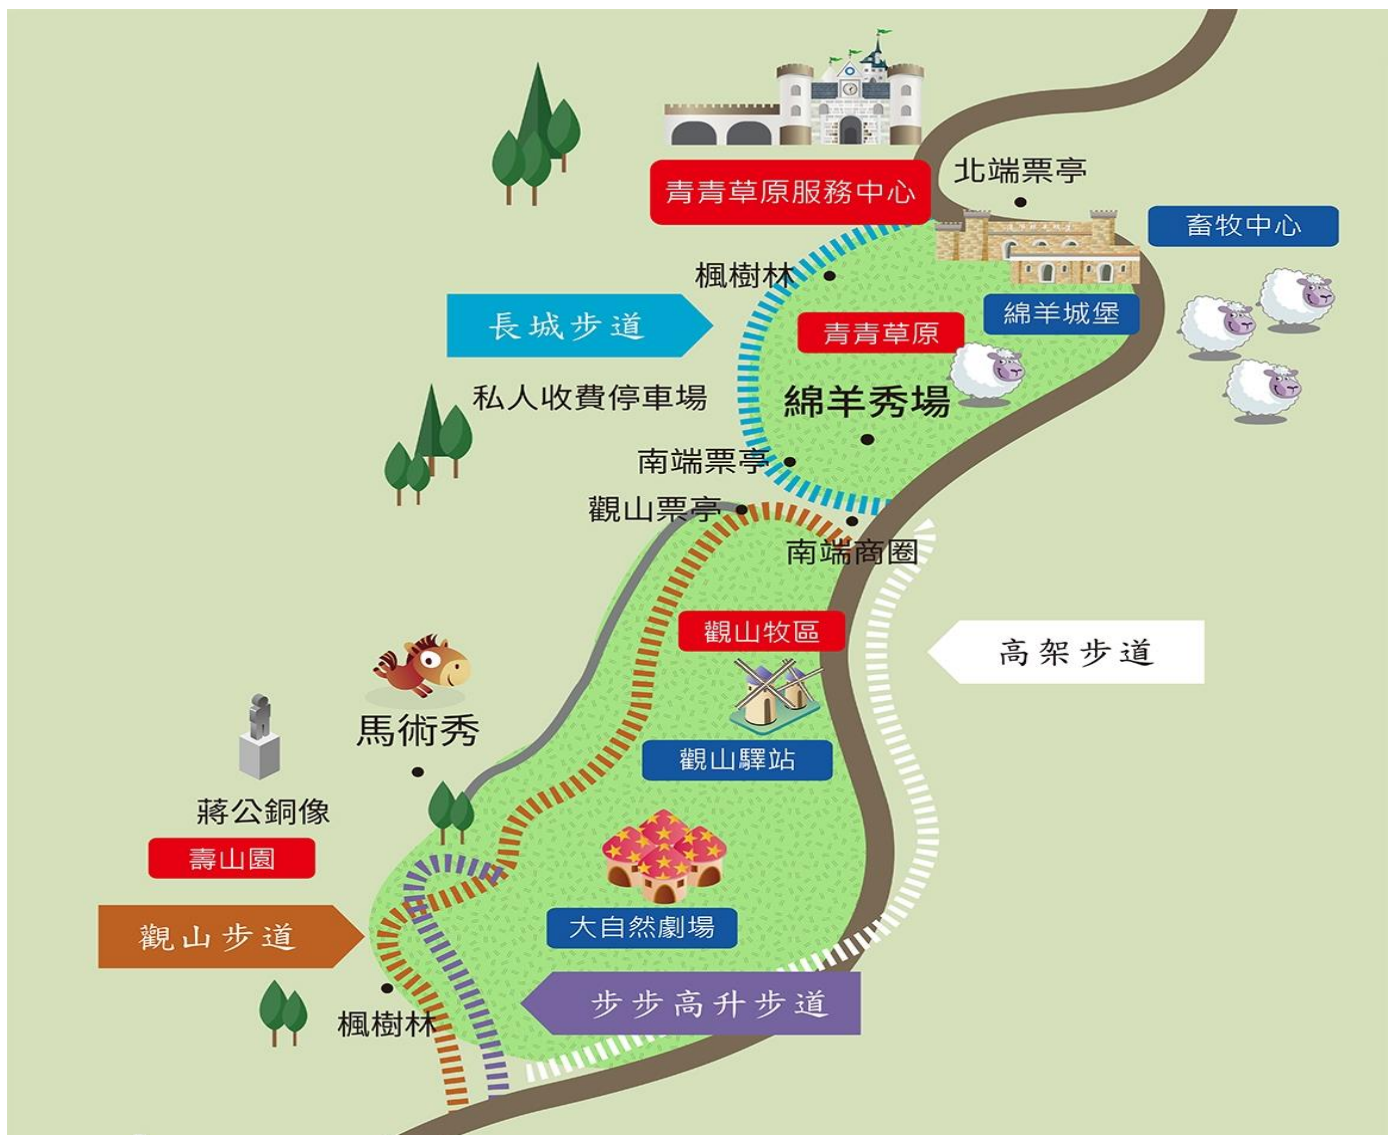 北端票亭
青青草原服務中心
畜牧中心
楓樹林
長城步道
青青草原
綿羊城堡
私人收費停車場
綿羊秀場
南端票亭
觀山票亭
南端商圈
觀山牧區
高架步道
馬術秀
觀山驛站
蔣公銅像
壽山園
觀山步道
大自然劇場
步步高升步道
楓樹林